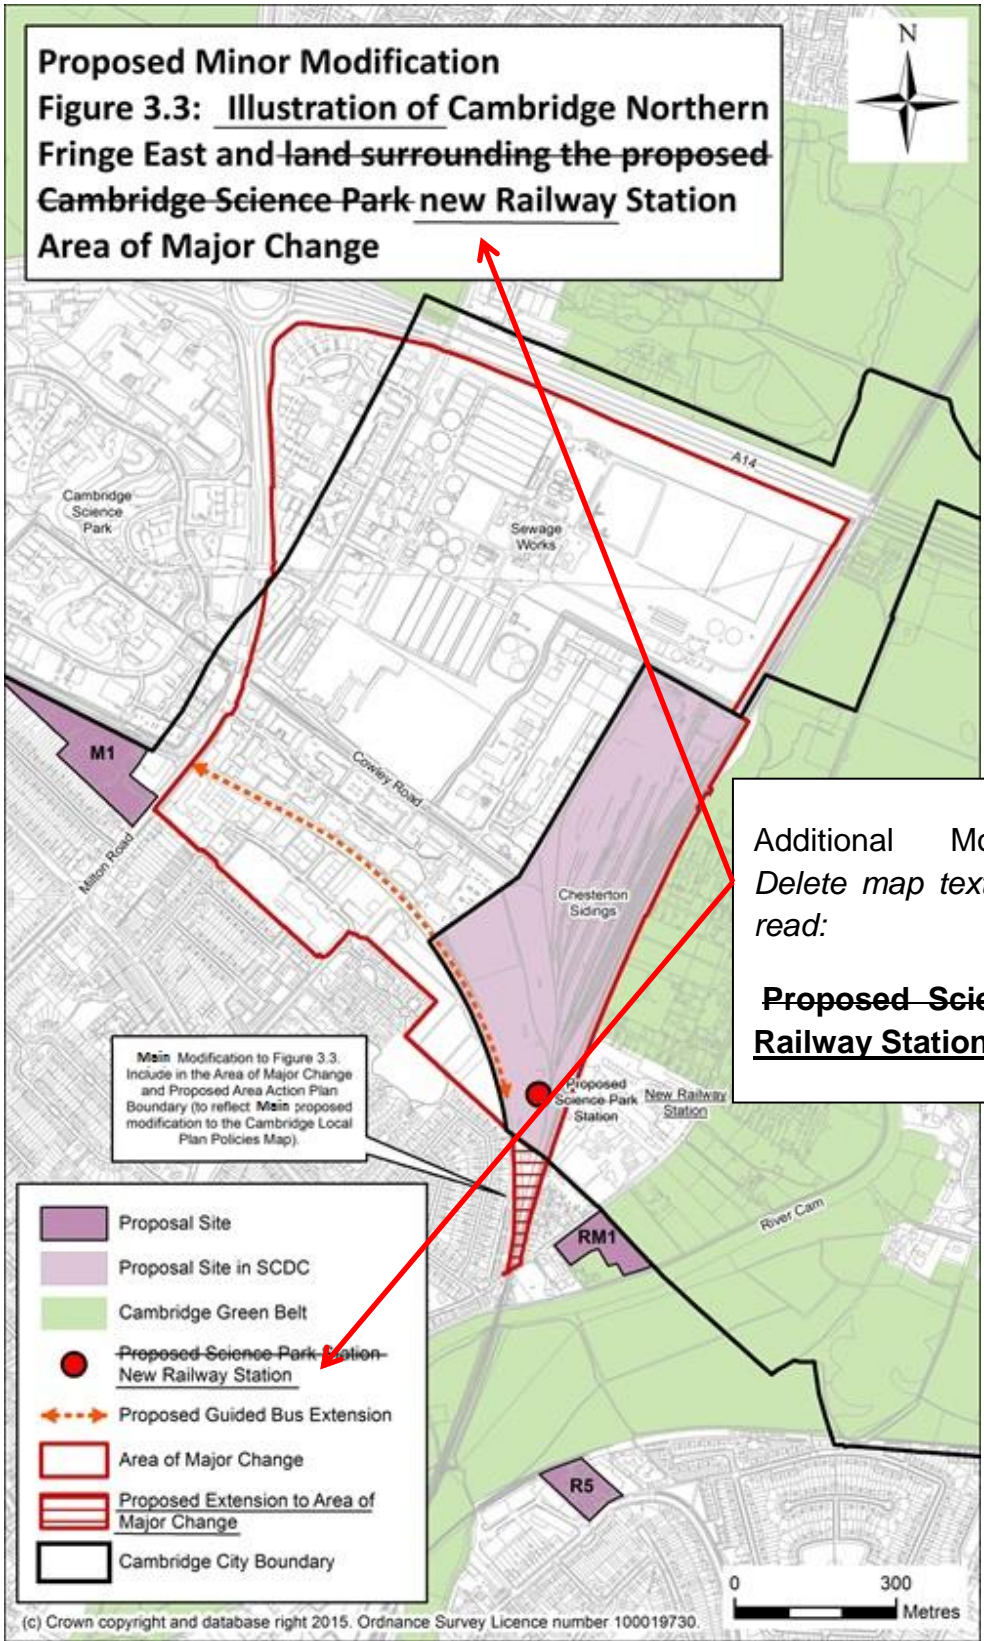 Proposed Minor Modification
Figure 3.3: Illustration of Cambridge Northern
Fringe East and land surrounding the proposed
Cambridge Science Park new Railway Station
Area of Major Change
N
A14
Cambridge
Science
Park
Sewage
Works
M1
Cowley Road
Milton Road
Additional Mo
Delete map text
read:
Proposed Scie
Railway Station
Chesterton
Sidings
Main Modification to Figure 3.3.
Include in the Area of Major Change
and Proposed Area Action Plan
Boundary (to reflect Main proposed
modification to the Cambridge Local
Plan Policies Map).
Proposed
Science Park
Station
New Railway
Station
River Cam
RM1
Proposal Site
Proposal Site in SCDC
Cambridge Green Belt
Proposed Science Park Station
New Railway Station
Proposed Guided Bus Extension
Area of Major Change
Proposed Extension to Area of
Major Change
Cambridge City Boundary
R5
0 300
Metres
(c) Crown copyright and database right 2015. Ordnance Survey Licence number 100019730.